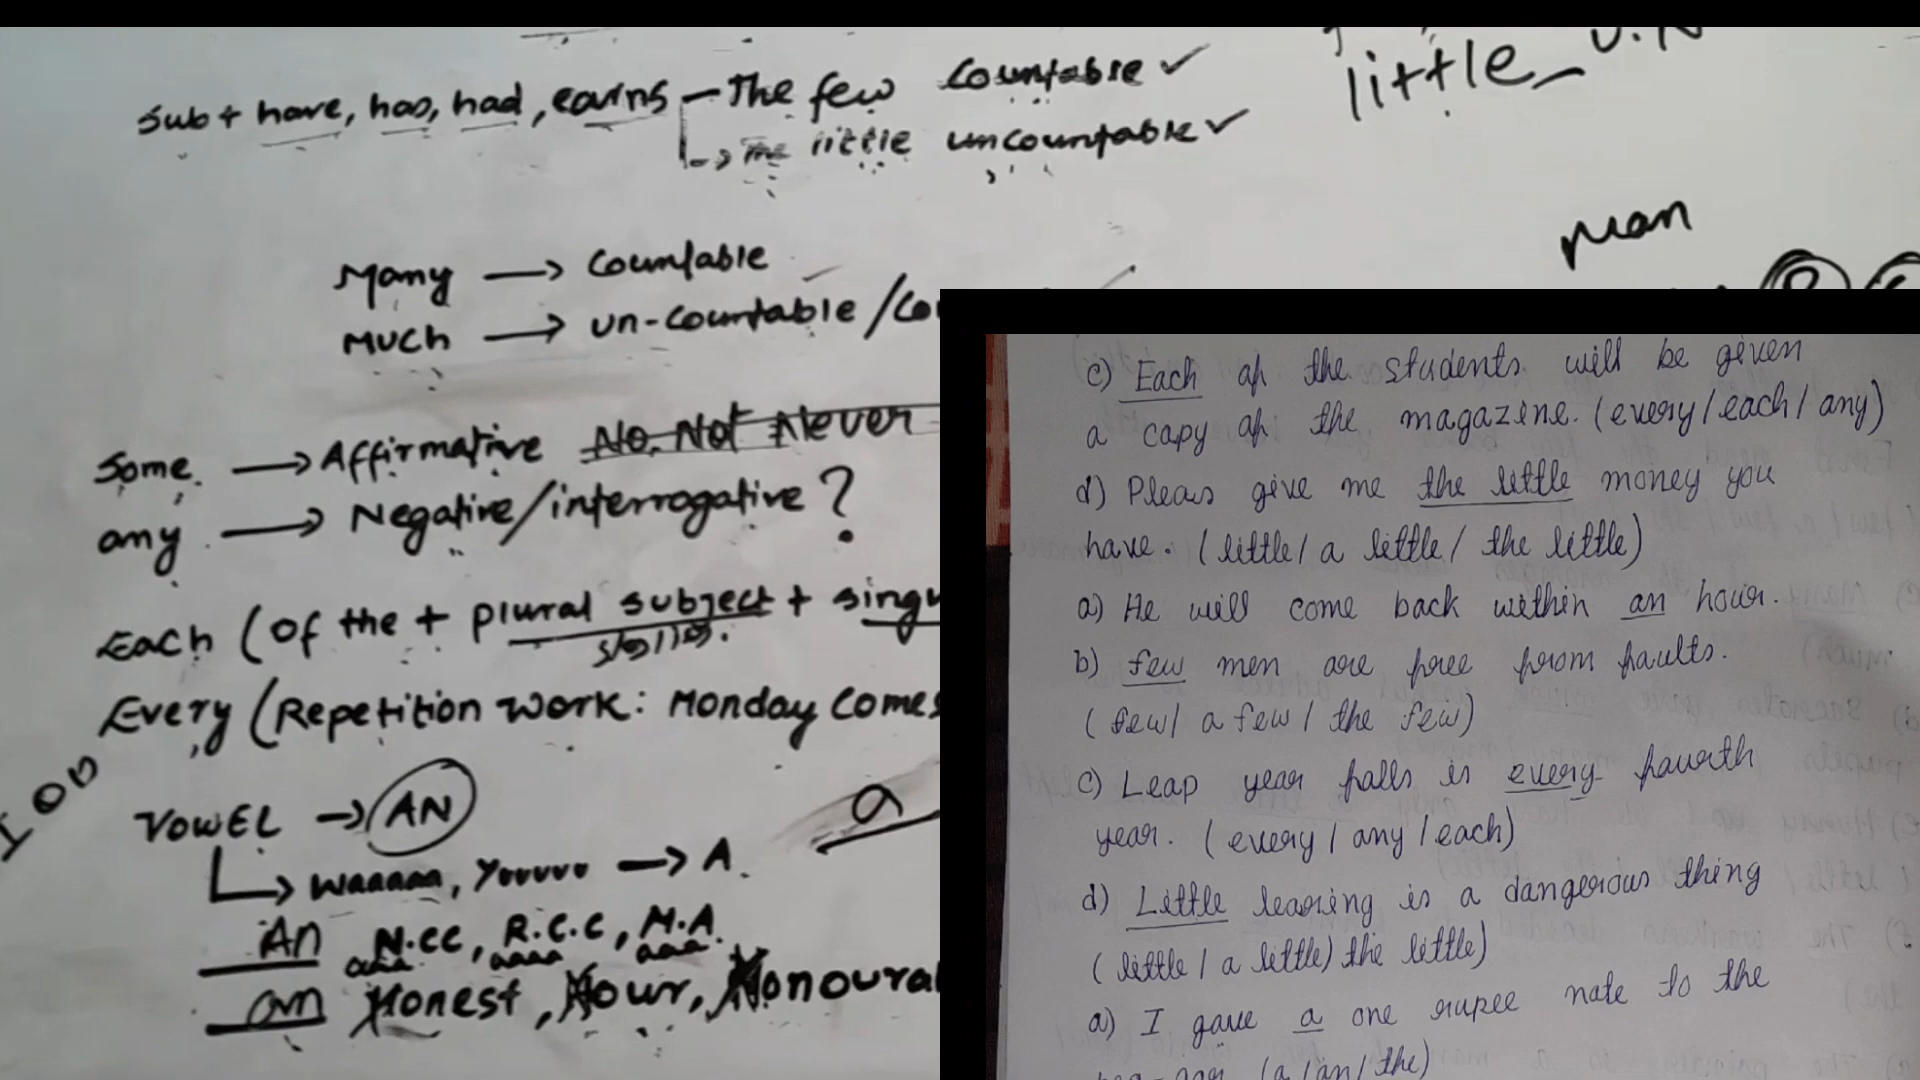 sub + have, has, had, earns - The few countable ✓
→ The little uncountable ✓
little - U.N
Many → Countable
Much → un-countable /Co
Some → Affirmative No, Not Never
any → Negative/interrogative ?
Each (of the + plural subject + singu
Every (Repetition work: Monday comes
VOWEL → AN
a
→ waaaaa, Yuuuuu → A.
An N.CC, R.C.C, M.A
aaa aaaa aaa
an Honest, Hour, Honoura
c) Each of the students will be given
a copy of the magazine. (every/each/any)
d) Pleas give me the little money you
have. (little/ a little/ the little)
a) He will come back within an hour.
b) few men are free from faults.
(few/ a few / the few)
c) Leap year falls in every fourth
year. (every / any /each)
d) Little learing is a dangerous thing
(little / a little) the little)
a) I gave a one rupee note to the
(a /an/ the)